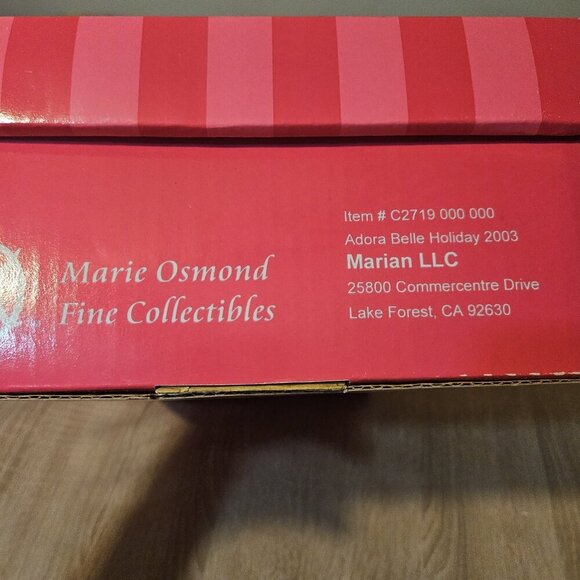 Marie Osmond
Fine Collectibles
Item # C2719 000 000
Adora Belle Holiday 2003
Marian LLC
25800 Commercentre Drive
Lake Forest, CA 92630